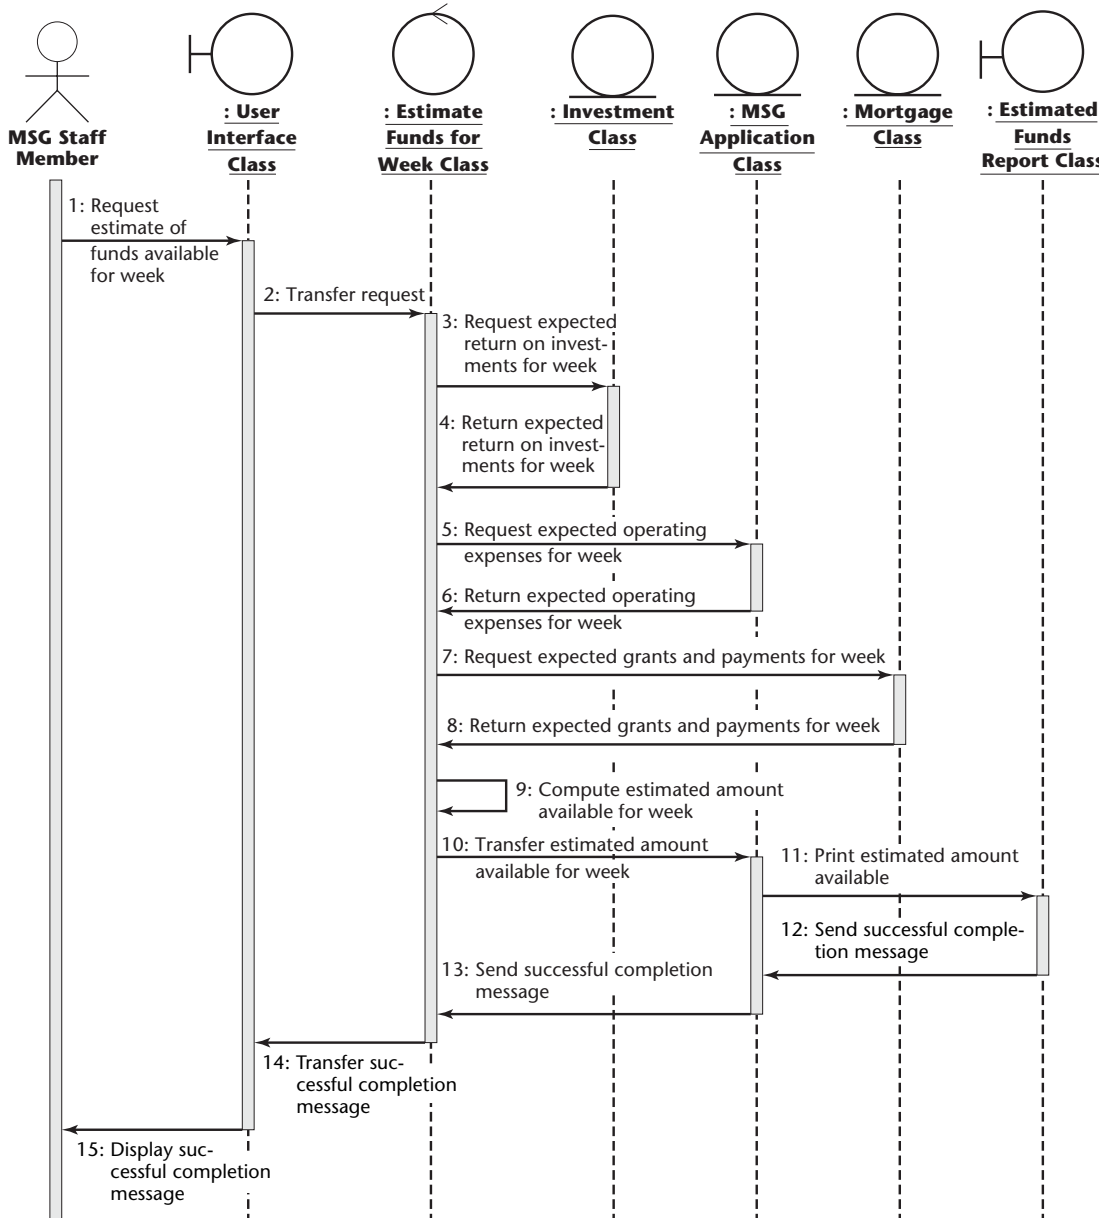 MSG Staff
Member
: User
Interface
Class
: Estimate
Funds for
Week Class
: Investment
Class
: MSG
Application
Class
: Mortgage
Class
: Estimated
Funds
Report Class
1: Request
estimate of
funds available
for week
2: Transfer request
3: Request expected
return on invest-
ments for week
4: Return expected
return on invest-
ments for week
5: Request expected operating
expenses for week
6: Return expected operating
expenses for week
7: Request expected grants and payments for week
8: Return expected grants and payments for week
9: Compute estimated amount
available for week
10: Transfer estimated amount
available for week
11: Print estimated amount
available
12: Send successful comple-
tion message
13: Send successful completion
message
14: Transfer suc-
cessful completion
message
15: Display suc-
cessful completion
message